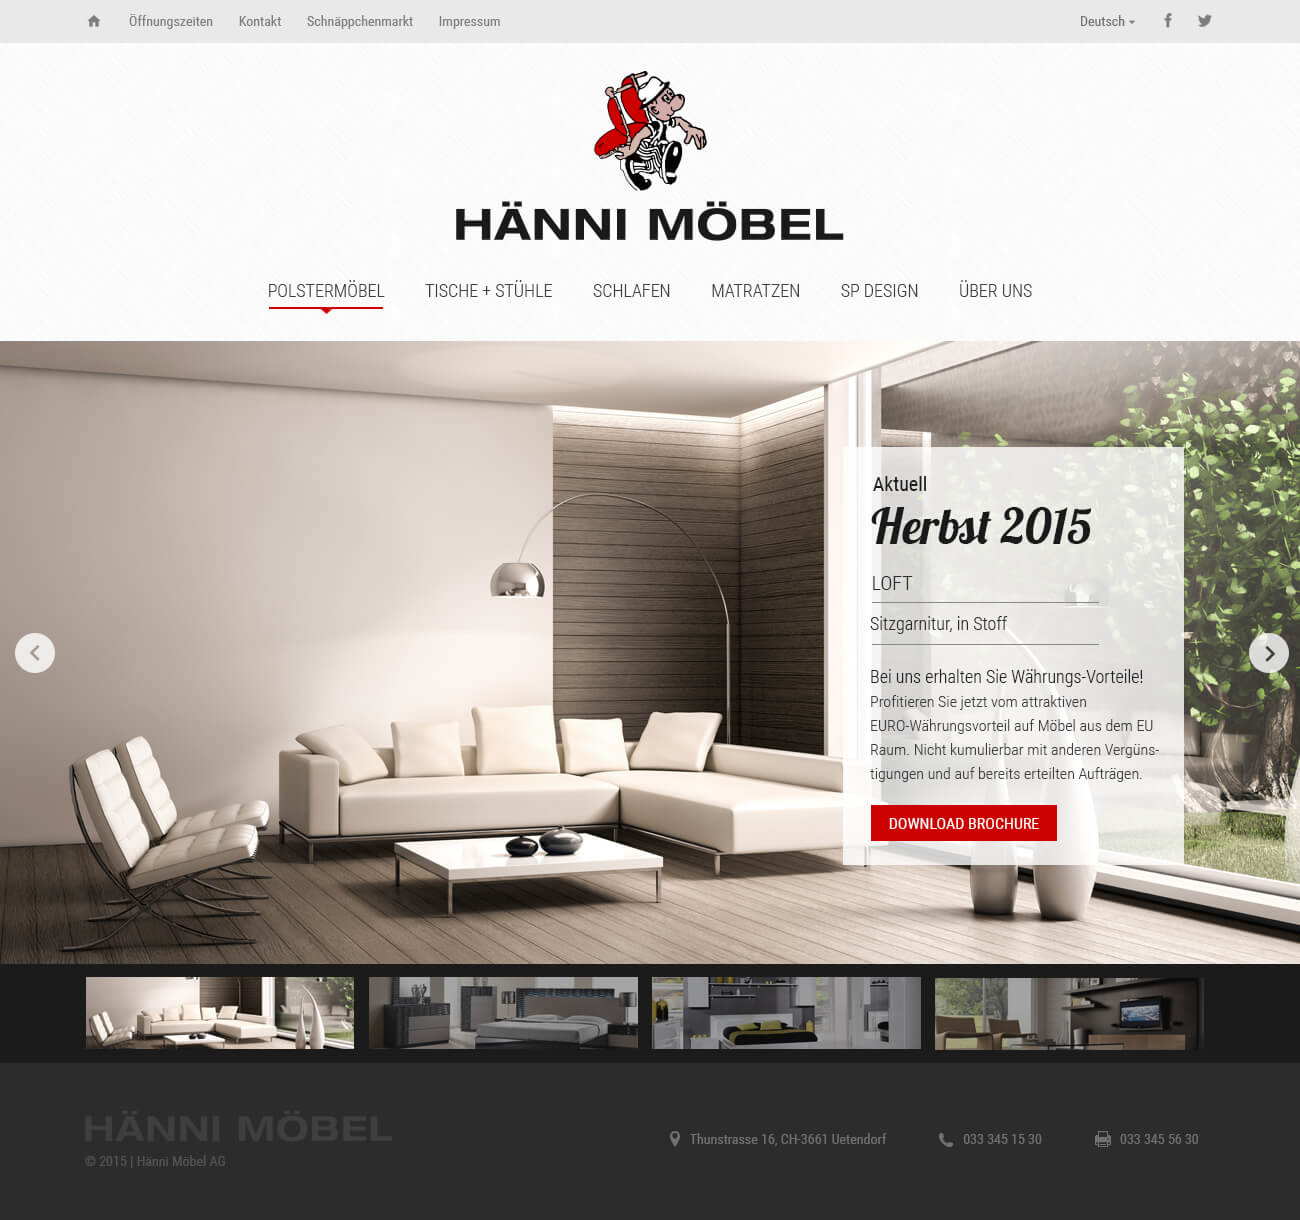 Öffnungszeiten Kontakt Schnäppchenmarkt Impressum Deutsch
HÄNNI MÖBEL
POLSTERMÖBEL TISCHE + STÜHLE SCHLAFEN MATRATZEN SP DESIGN ÜBER UNS
Aktuell
Herbst 2015
LOFT
Sitzgarnitur, in Stoff
Bei uns erhalten Sie Währungs-Vorteile!
Profitieren Sie jetzt vom attraktiven
EURO-Währungsvorteil auf Möbel aus dem EU
Raum. Nicht kumulierbar mit anderen Vergüns-
tigungen und auf bereits erteilten Aufträgen.
DOWNLOAD BROCHURE
HÄNNI MÖBEL
Thunstrasse 16, CH-3661 Uetendorf 033 345 15 30 033 345 56 30
© 2015 | Hänni Möbel AG